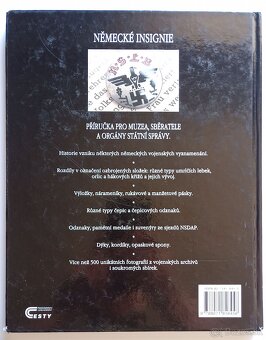 NĚMECKÉ INSIGNIE
PŘÍRUČKA PRO MUZEA, SBĚRATELE
A ORGÁNY STÁTNÍ SPRÁVY.
Historie vzniku některých německých vojenských vyznamenání.
Rozdíly v označení ozbrojených složek: různé typy umrlčích lebek,
orlic a hákových křížů a jejich vývoj.
Výložky, nárameníky, rukávové a manžetové pásky.
Různé typy čepic a čepicových odznaků.
Odznaky, pamětní medaile i suvenýry ze sjezdů NSDAP.
Dýky, kordíky, opaskové spony.
Více než 500 unikátních fotografií z vojenských archivů
i soukromých sbírek.
CESTY